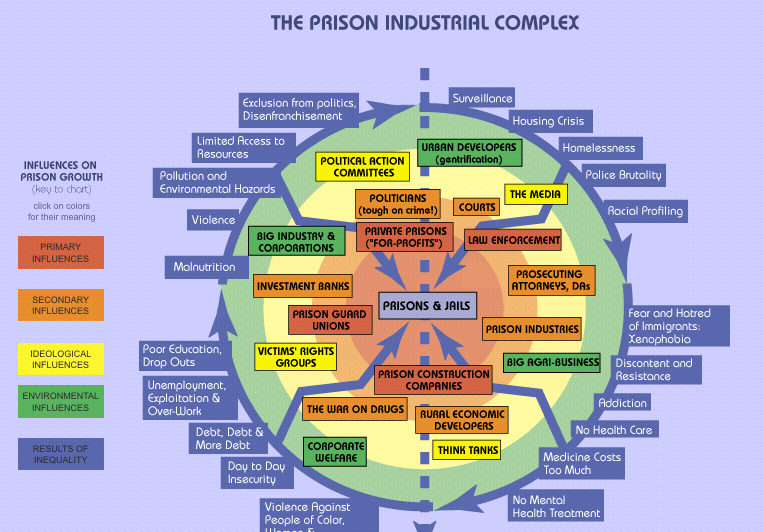 THE PRISON INDUSTRIAL COMPLEX
INFLUENCES ON
PRISON GROWTH
(key to chart)
click on colors
for their meaning
PRIMARY
INFLUENCES
SECONDARY
INFLUENCES
IDEOLOGICAL
INFLUENCES
ENVIRONMENTAL
INFLUENCES
RESULTS OF
INEQUALITY
Exclusion from politics,
Disenfranchisement
Limited Access to
Resources
Pollution and
Environmental Hazards
Violence
Malnutrition
Poor Education,
Drop Outs
Unemployment,
Exploitation &
Over-Work
Debt, Debt &
More Debt
Day to Day
Insecurity
Violence Against
People of Color,
Women &
Surveillance
Housing Crisis
Homelessness
Police Brutality
Racial Profiling
Fear and Hatred
of Immigrants:
Xenophobia
Discontent and
Resistance
Addiction
No Health Care
Medicine Costs
Too Much
No Mental
Health Treatment
URBAN DEVELOPERS
(gentrification)
POLITICAL ACTION
COMMITTEES
THE MEDIA
POLITICIANS
(tough on crime!)
COURTS
BIG INDUSTRY &
CORPORATIONS
PRIVATE PRISONS
("FOR-PROFITS")
LAW ENFORCEMENT
INVESTMENT BANKS
PROSECUTING
ATTORNEYS, DAs
PRISON GUARD
UNIONS
PRISONS & JAILS
PRISON INDUSTRIES
VICTIMS' RIGHTS
GROUPS
BIG AGRI-BUSINESS
PRISON CONSTRUCTION
COMPANIES
THE WAR ON DRUGS
RURAL ECONOMIC
DEVELOPERS
CORPORATE
WELFARE
THINK TANKS